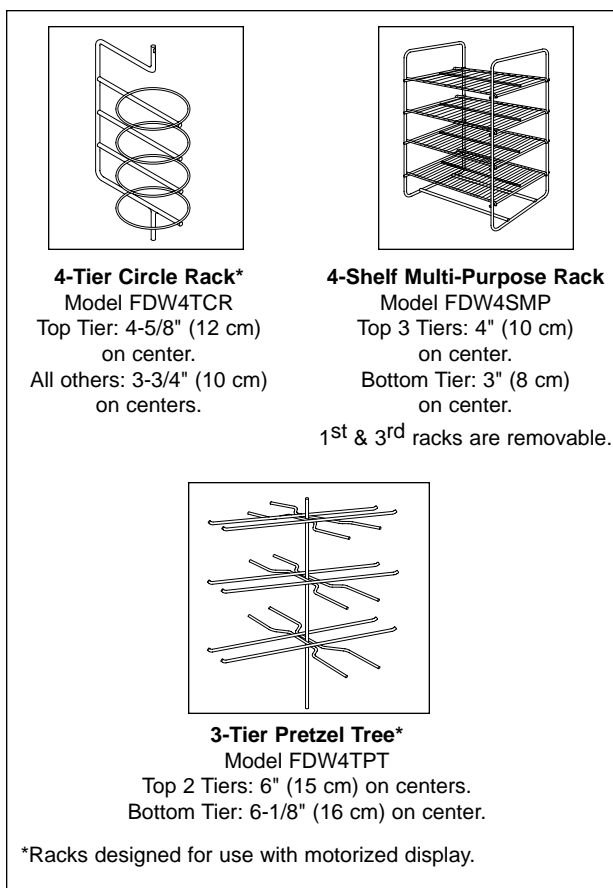 4-Tier Circle Rack*
Model FDW4TCR
Top Tier: 4-5/8" (12 cm)
on center.
All others: 3-3/4" (10 cm)
on centers.
4-Shelf Multi-Purpose Rack
Model FDW4SMP
Top 3 Tiers: 4" (10 cm)
on center.
Bottom Tier: 3" (8 cm)
on center.
1st & 3rd racks are removable.
3-Tier Pretzel Tree*
Model FDW4TPT
Top 2 Tiers: 6" (15 cm) on centers.
Bottom Tier: 6-1/8" (16 cm) on center.
*Racks designed for use with motorized display.